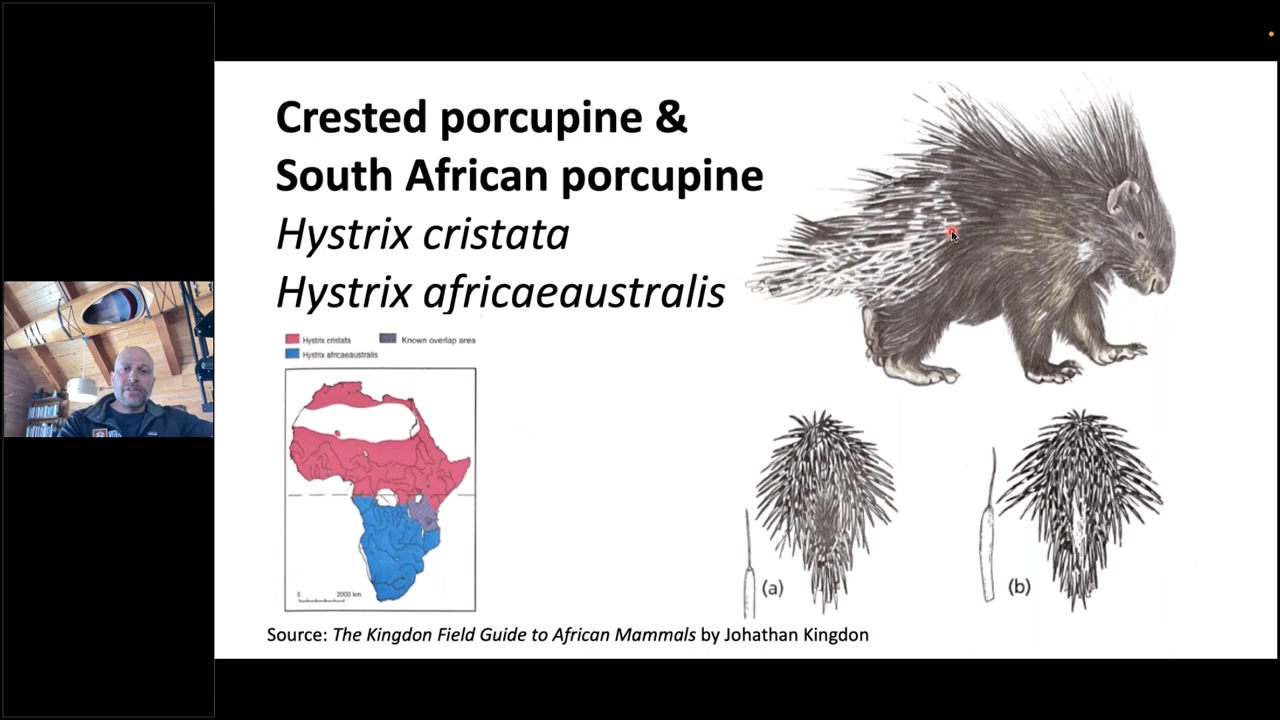 Crested porcupine &
South African porcupine
Hystrix cristata
Hystrix africaeaustralis
Hystrix cristata
Known overlap area
Hystrix africaeaustralis
0 2000 km
(a)
(b)
Source: The Kingdon Field Guide to African Mammals by Johathan Kingdon